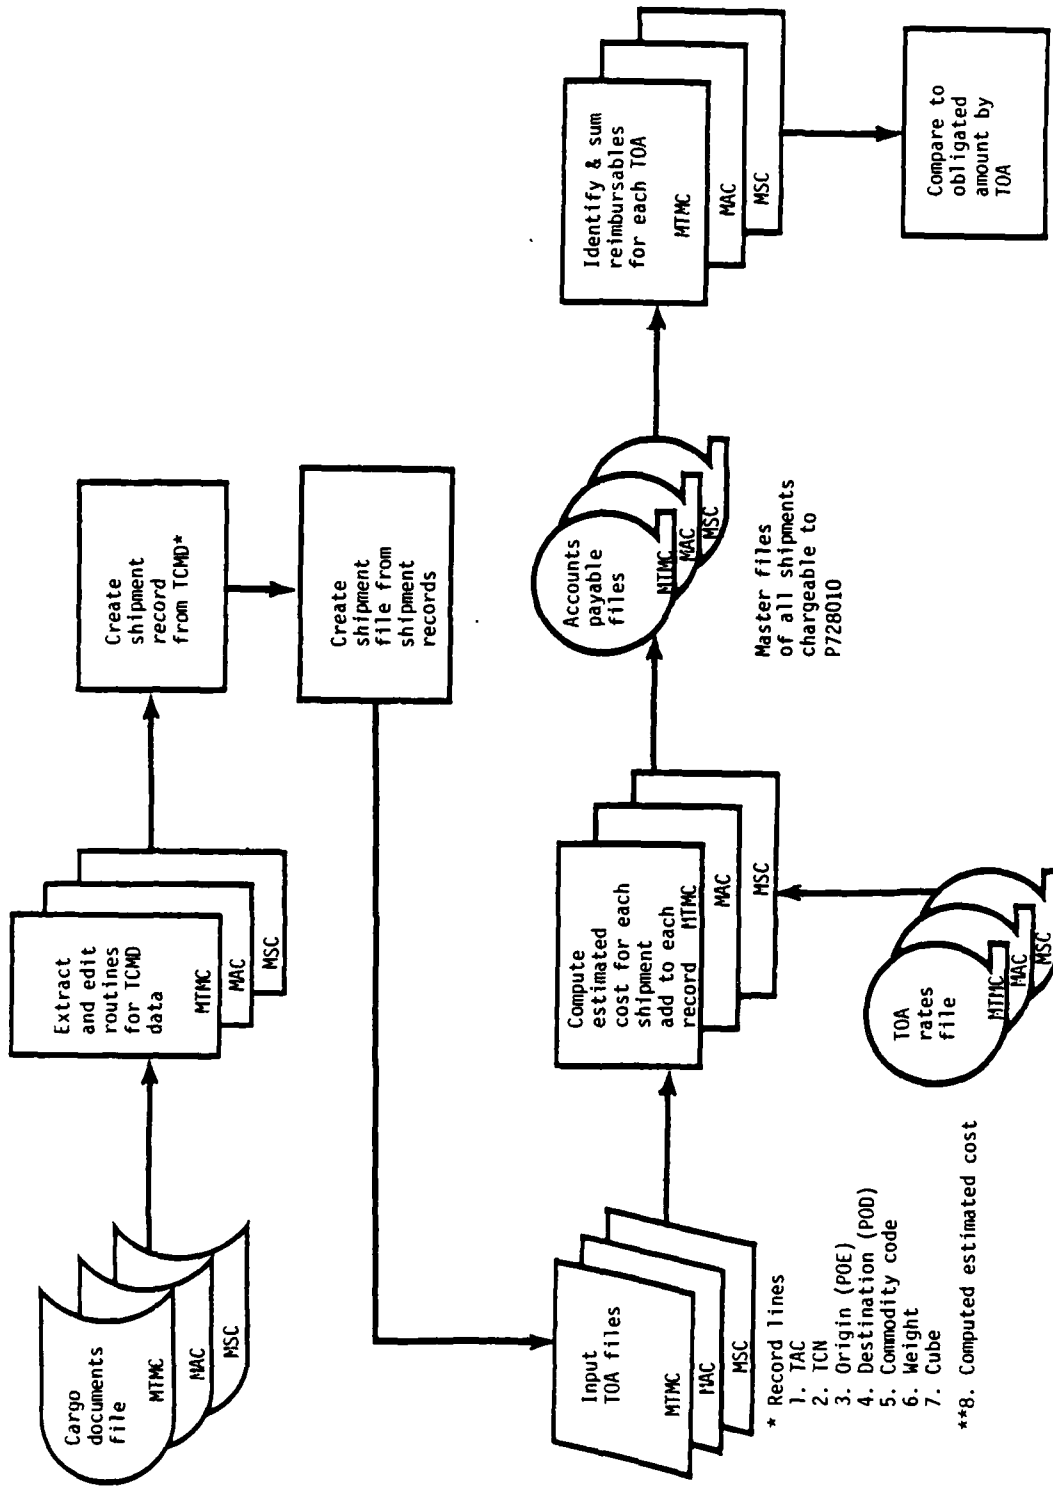 Cargo
documents
file
MTMC
MAC
MSC
Extract
and edit
routines
for TCMD
data
MTMC
MAC
MSC
Create
shipment
record
from TCMD*
Create
shipment
file from
shipment
records
Input
TOA files
MTMC
MAC
MSC
Compute
estimated
cost for each
shipment
add to each
record MTMC
MAC
MSC
TOA
rates
file
MTMC
MAC
MSC
Accounts
payable
files
MTMC
MAC
MSC
Master files
of all shipments
chargeable to
P728010
Identify & sum
reimbursables
for each TOA
MTMC
MAC
MSC
Compare to
obligated
amount by
TOA
* Record lines
1. TAC
2. TCN
3. Origin (POE)
4. Destination (POD)
5. Commodity code
6. Weight
7. Cube
**8. Computed estimated cost